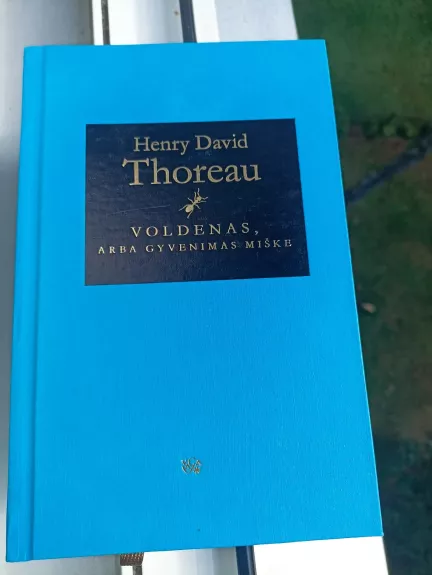 Henry David
Thoreau
VOLDENAS,
ARBA GYVENIMAS MIŠKE